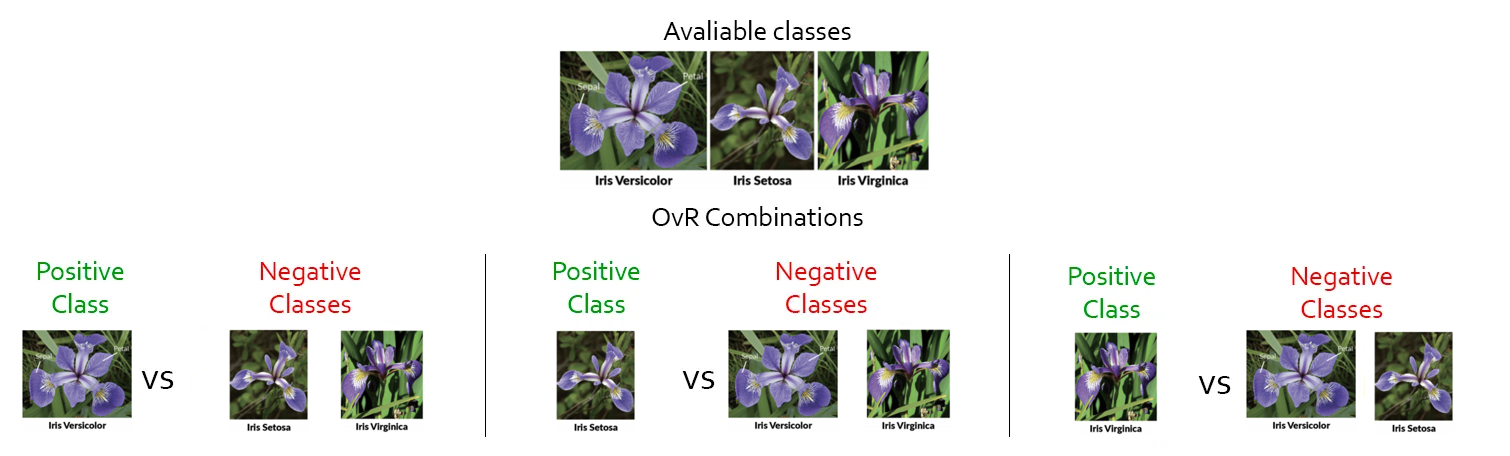 Avaliable classes
Sepal
Petal
Iris Versicolor
Iris Setosa
Iris Virginica
OvR Combinations
Positive
Class
Negative
Classes
Sepal
Petal
vs
Iris Versicolor
Iris Setosa
Iris Virginica
Positive
Class
Negative
Classes
vs
Sepal
Petal
Iris Setosa
Iris Versicolor
Iris Virginica
Positive
Class
Negative
Classes
vs
Sepal
Petal
Iris Virginica
Iris Versicolor
Iris Setosa